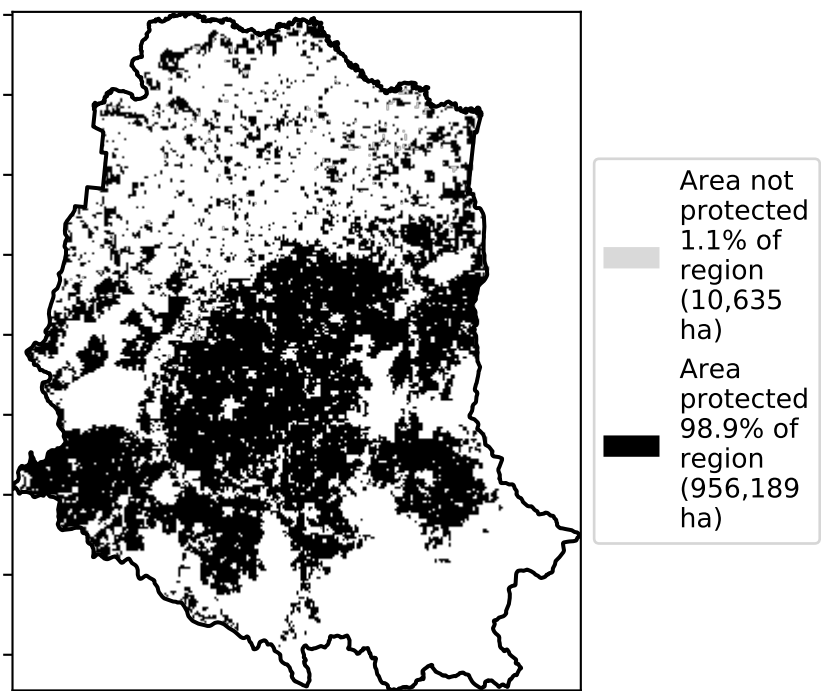 Area not
protected
1.1% of
region
(10,635
ha)
Area
protected
98.9% of
region
(956,189
ha)